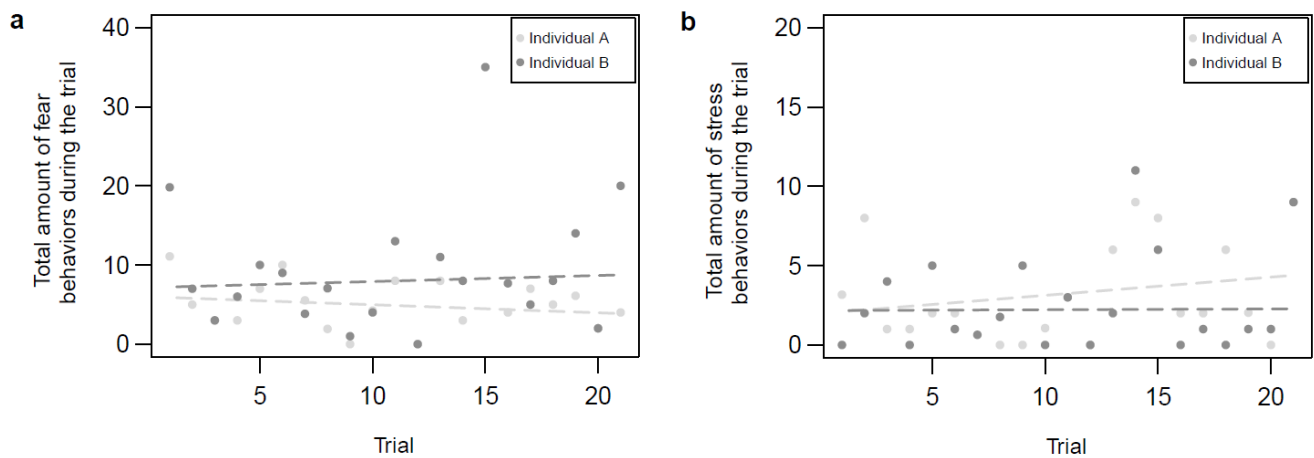 a
Total amount of fear
behaviors during the trial
40
30
20
10
0
5
10
15
20
Trial
Individual A
Individual B
b
Total amount of stress
behaviors during the trial
20
15
10
5
0
5
10
15
20
Trial
Individual A
Individual B